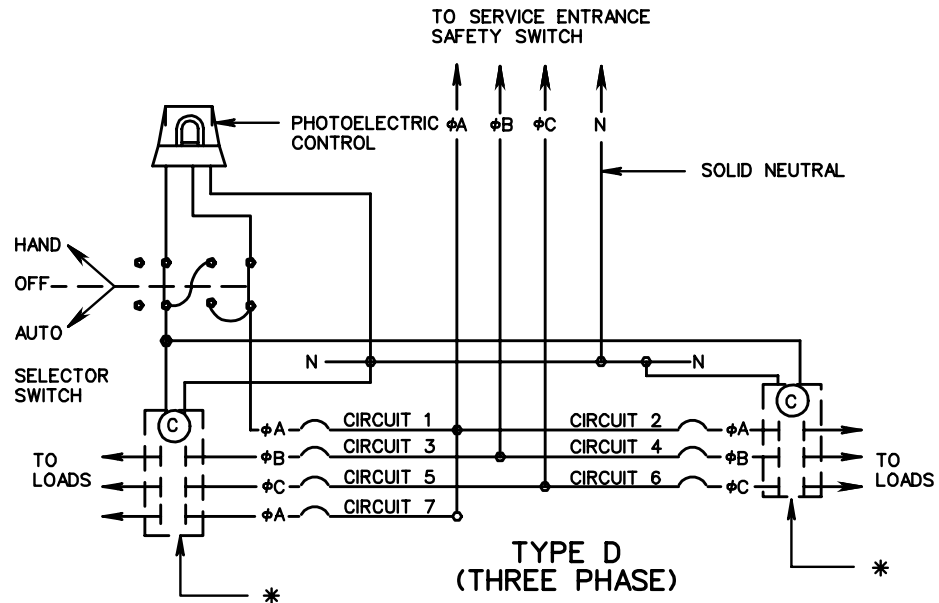 TO SERVICE ENTRANCE
SAFETY SWITCH
PHOTOELECTRIC
CONTROL
ϕA
ϕB
ϕC
N
SOLID NEUTRAL
HAND
OFF
AUTO
SELECTOR
SWITCH
N
N
C
C
ϕA
CIRCUIT 1
CIRCUIT 2
ϕA
ϕB
CIRCUIT 3
CIRCUIT 4
ϕB
TO
LOADS
TO
LOADS
ϕC
CIRCUIT 5
CIRCUIT 6
ϕC
ϕA
CIRCUIT 7
TYPE D
(THREE PHASE)
*
*